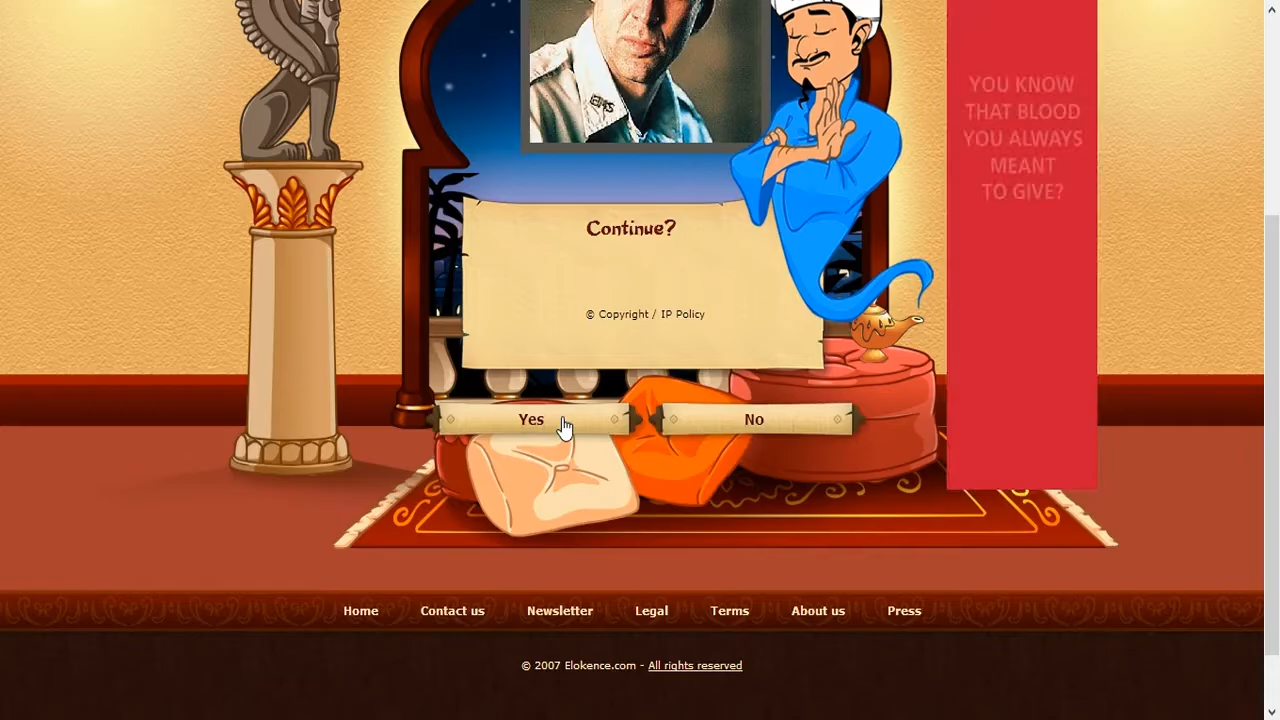 YOU KNOW
THAT BLOOD
YOU ALWAYS
MEANT
TO GIVE?
Continue?
© Copyright / IP Policy
Yes
No
Home
Contact us
Newsletter
Legal
Terms
About us
Press
© 2007 Elokence.com - All rights reserved